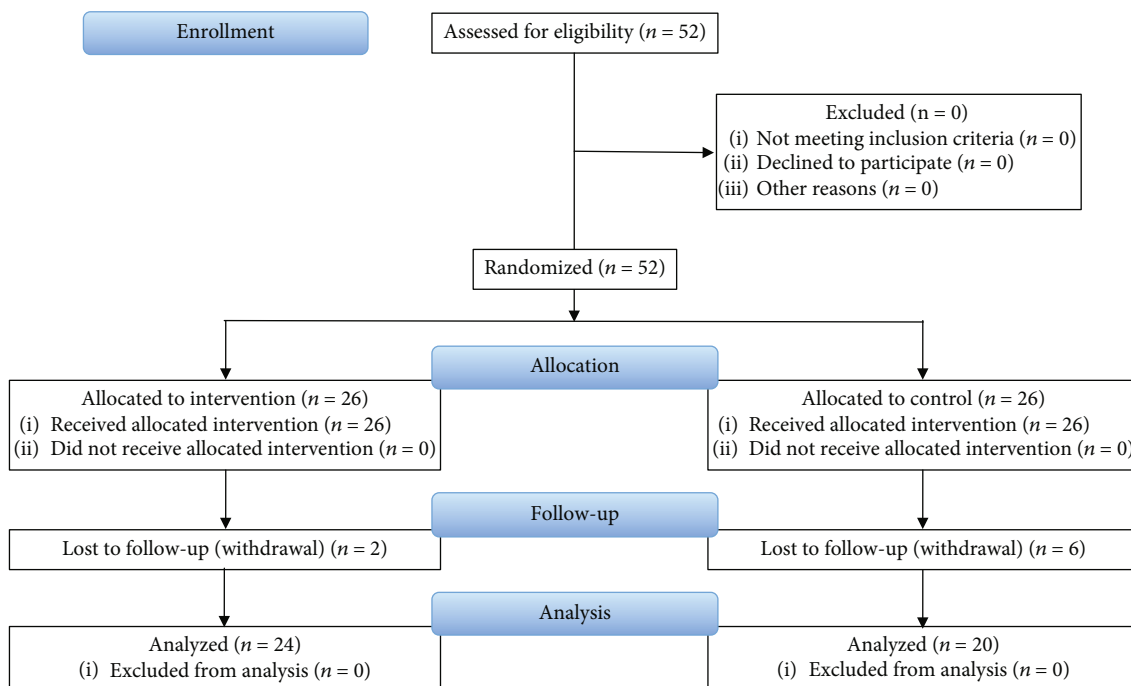 Enrollment
Assessed for eligibility (n = 52)
Excluded (n = 0)
(i) Not meeting inclusion criteria (n = 0)
(ii) Declined to participate (n = 0)
(iii) Other reasons (n = 0)
Randomized (n = 52)
Allocation
Allocated to intervention (n = 26)
(i) Received allocated intervention (n = 26)
(ii) Did not receive allocated intervention (n = 0)
Allocated to control (n = 26)
(i) Received allocated intervention (n = 26)
(ii) Did not receive allocated intervention (n = 0)
Follow-up
Lost to follow-up (withdrawal) (n = 2)
Lost to follow-up (withdrawal) (n = 6)
Analysis
Analyzed (n = 24)
(i) Excluded from analysis (n = 0)
Analyzed (n = 20)
(i) Excluded from analysis (n = 0)